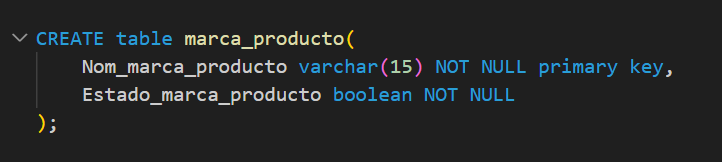 CREATE table marca_producto(
Nom_marca_producto varchar(15) NOT NULL primary key,
Estado_marca_producto boolean NOT NULL
);